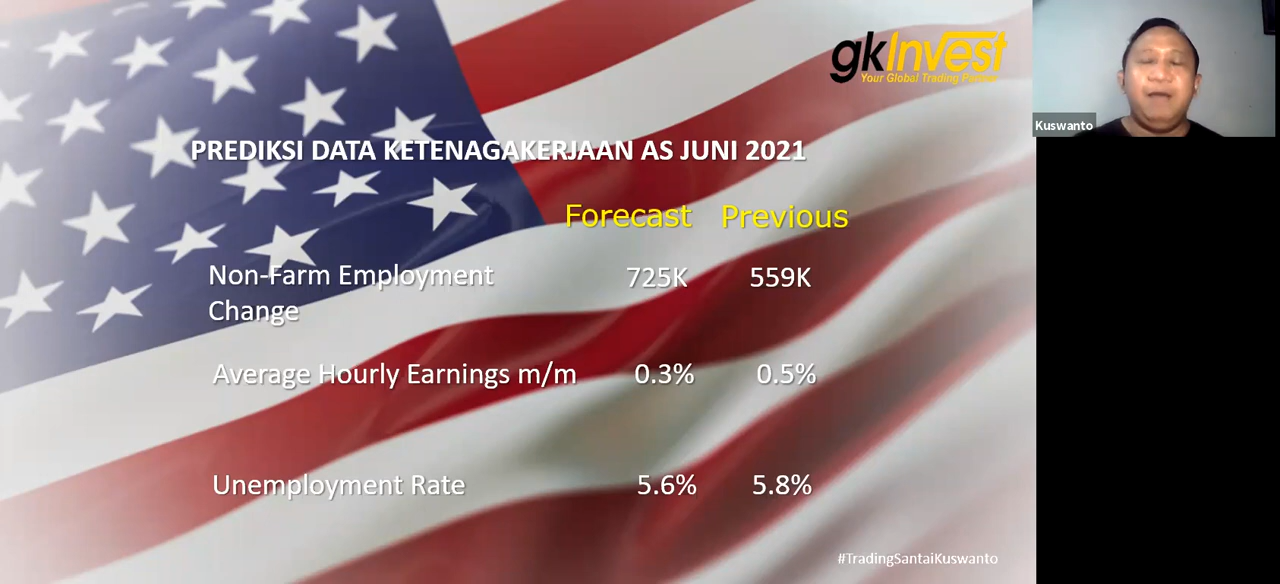 gkInvest
Your Global Trading Partner
Kuswanto
PREDIKSI DATA KETENAGAKERJAAN AS JUNI 2021
Forecast Previous
Non-Farm Employment 725K 559K
Change
Average Hourly Earnings m/m 0.3% 0.5%
Unemployment Rate 5.6% 5.8%
#TradingSantaiKuswanto